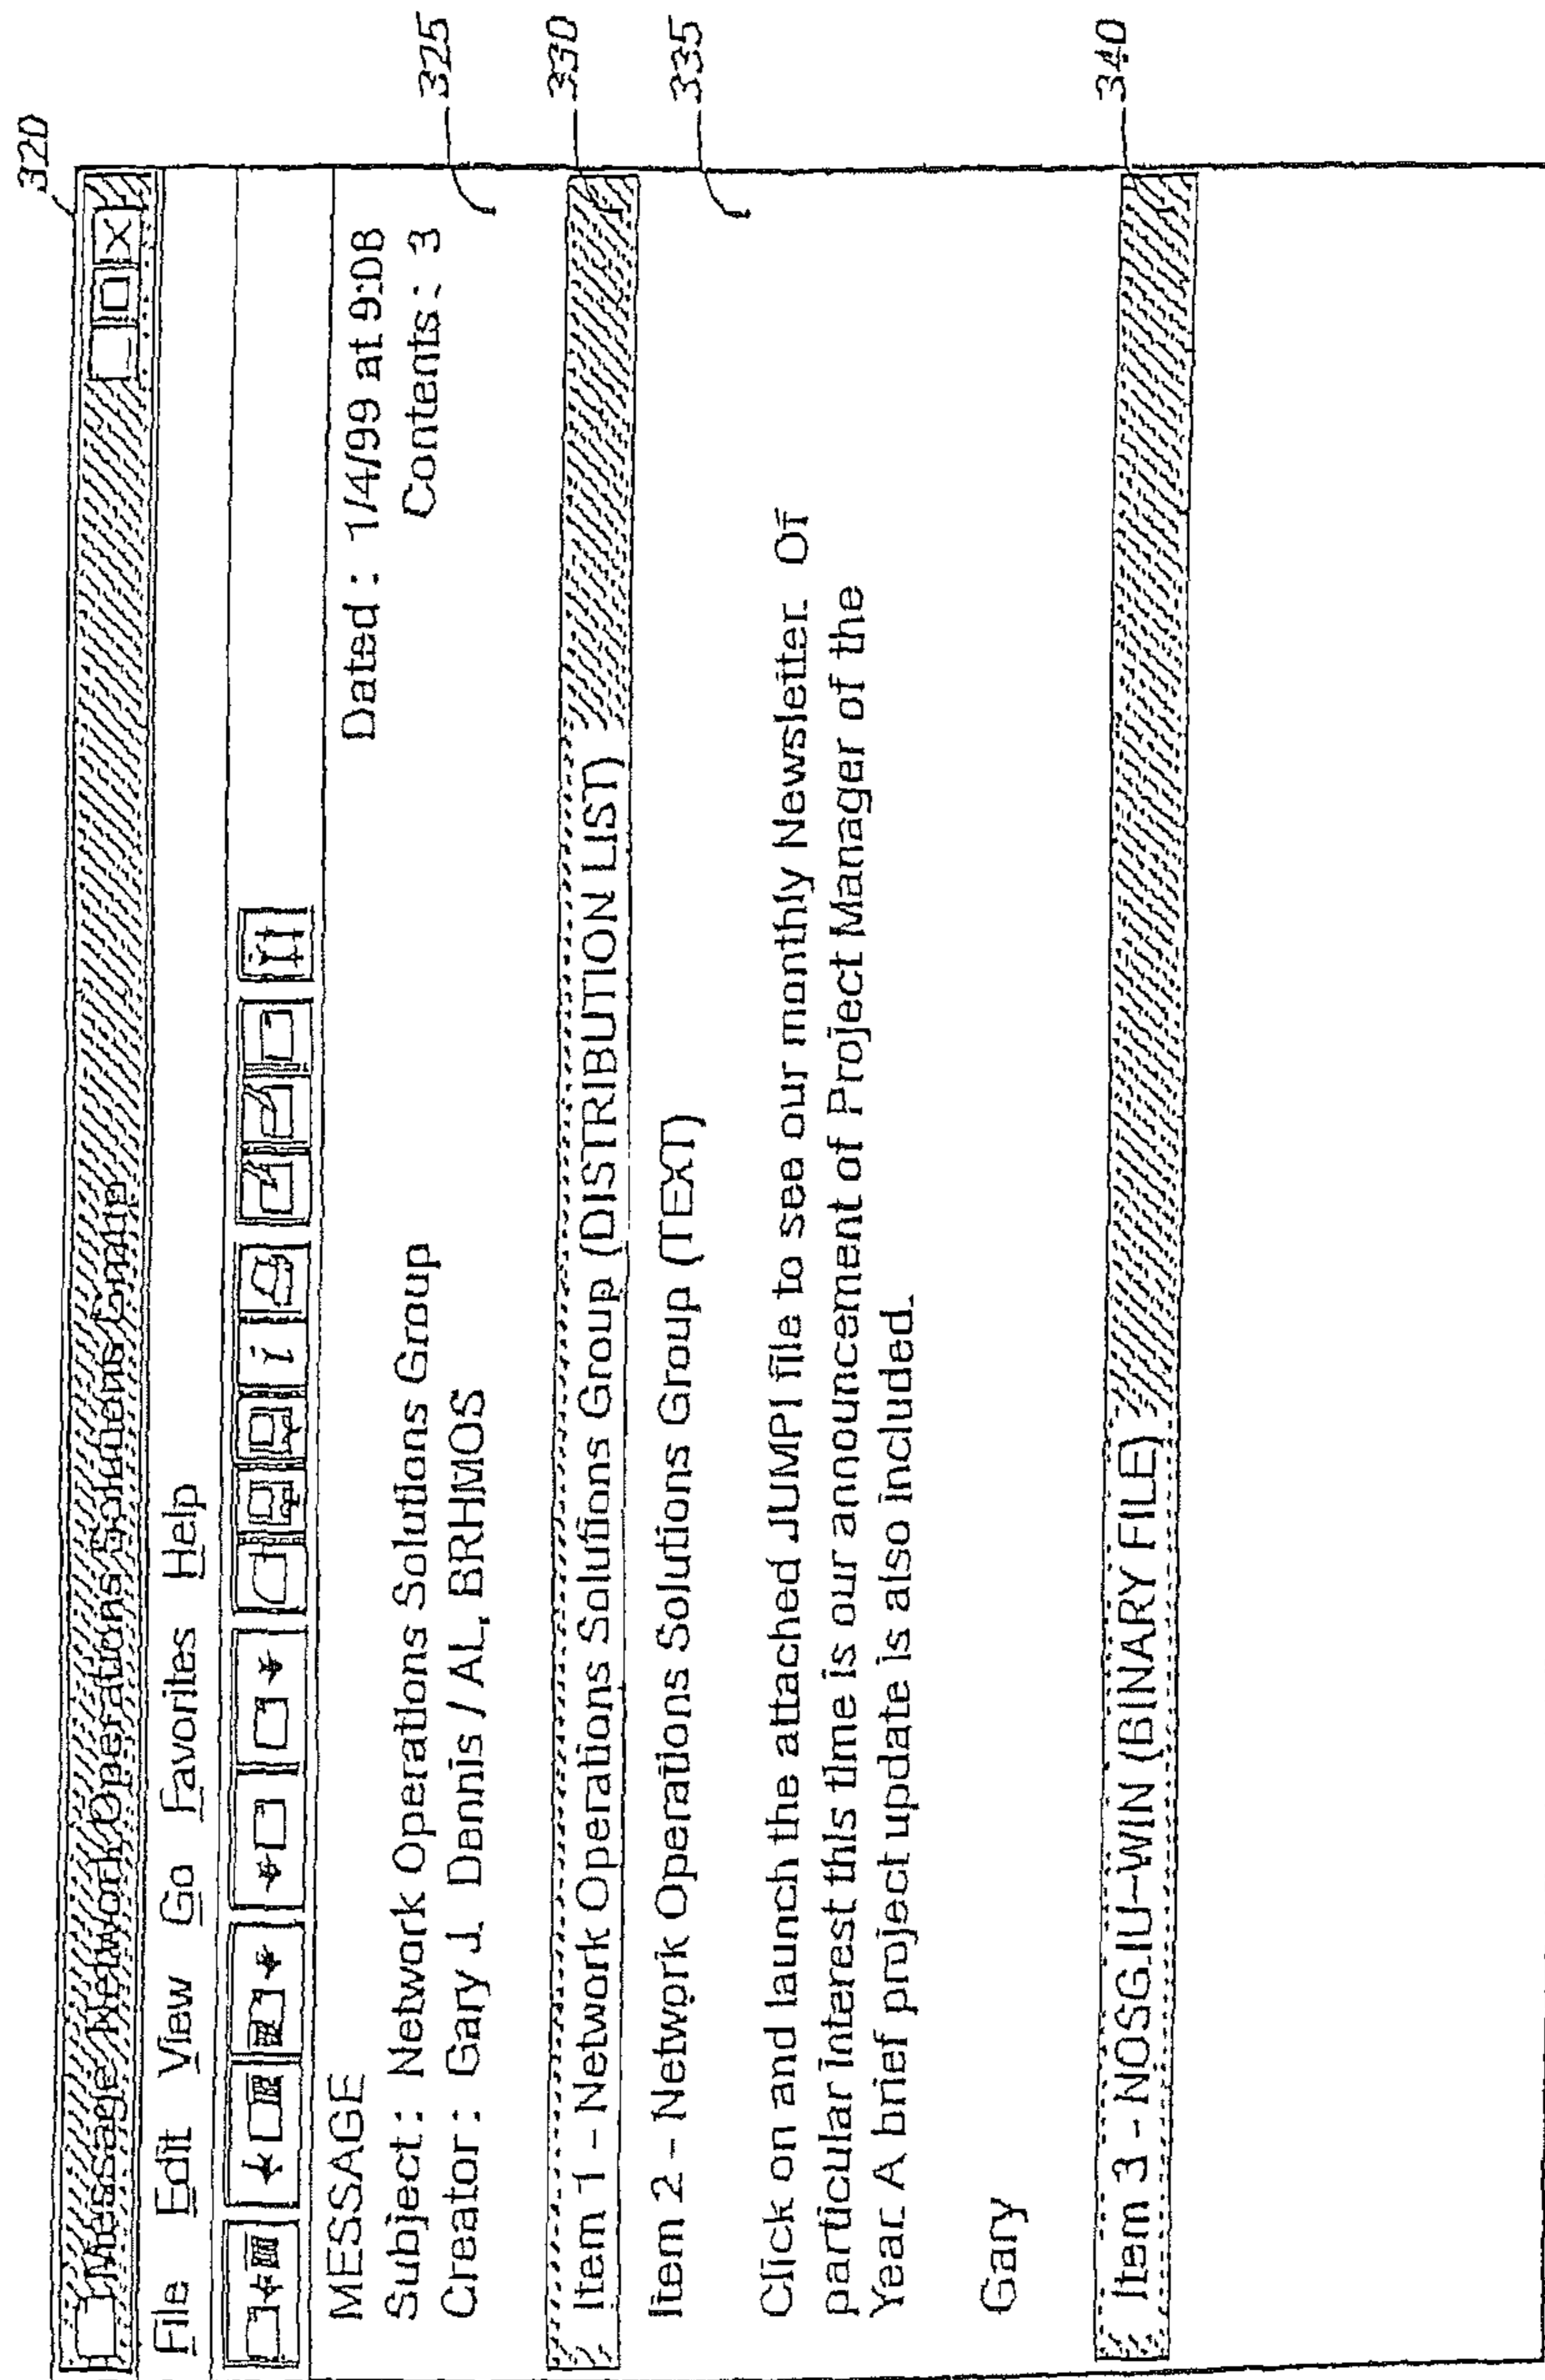 320
Message Network Operations Solutions Group
File Edit View Go Favorites Help
i
MESSAGE
Dated : 1/4/99 at 9:08
Subject : Network Operations Solutions Group
Contents : 3
Creator : Gary J. Dennis / AL, BRHMOS
325
Item 1 - Network Operations Solutions Group (DISTRIBUTION LIST)
330
Item 2 - Network Operations Solutions Group (TEXT)
335
Click on and launch the attached JUMPI file to see our monthly Newsletter. Of
particular interest this time is our announcement of Project Manager of the
Year. A brief project update is also included.
Gary
Item 3 - NOSG.IU-WIN (BINARY FILE)
340